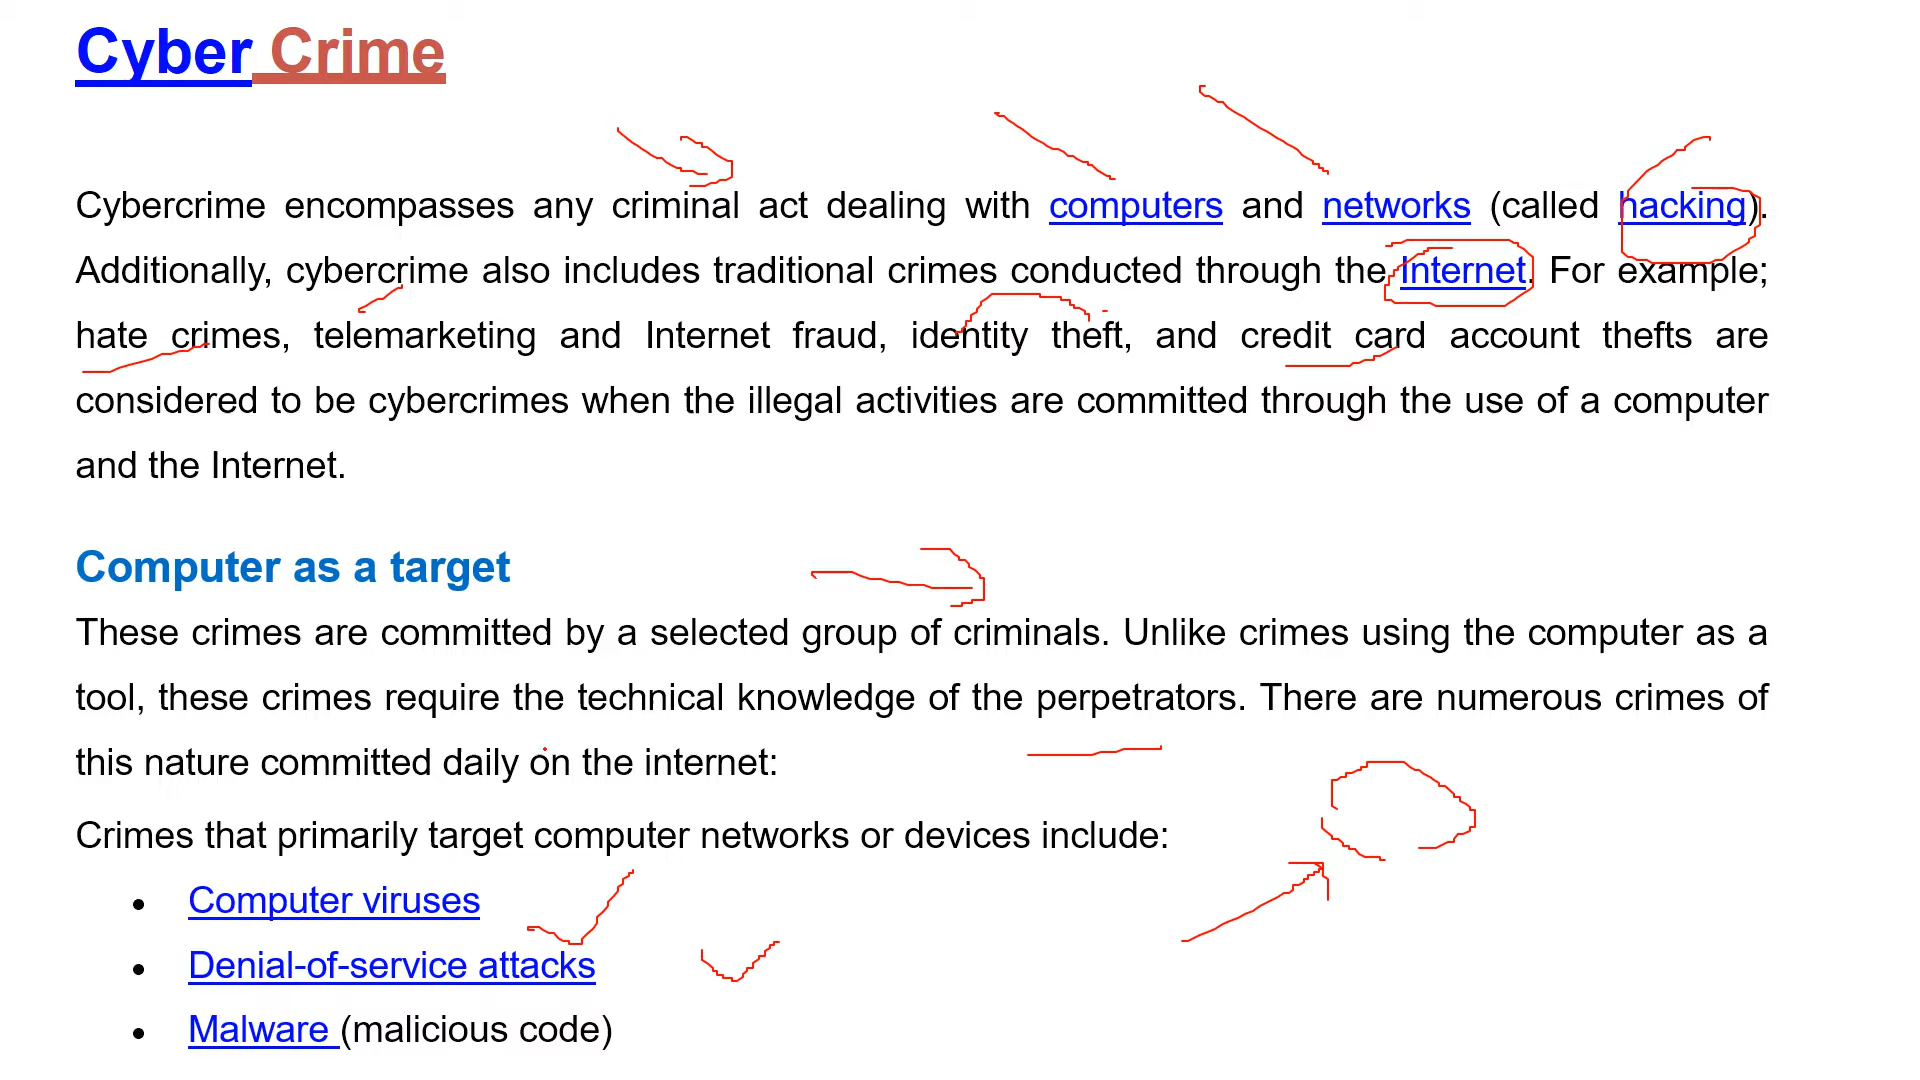 Cyber Crime
Cybercrime encompasses any criminal act dealing with computers and networks (called hacking).
Additionally, cybercrime also includes traditional crimes conducted through the Internet. For example;
hate crimes, telemarketing and Internet fraud, identity theft, and credit card account thefts are
considered to be cybercrimes when the illegal activities are committed through the use of a computer
and the Internet.
Computer as a target
These crimes are committed by a selected group of criminals. Unlike crimes using the computer as a
tool, these crimes require the technical knowledge of the perpetrators. There are numerous crimes of
this nature committed daily on the internet:
Crimes that primarily target computer networks or devices include:
• Computer viruses
• Denial-of-service attacks
• Malware (malicious code)